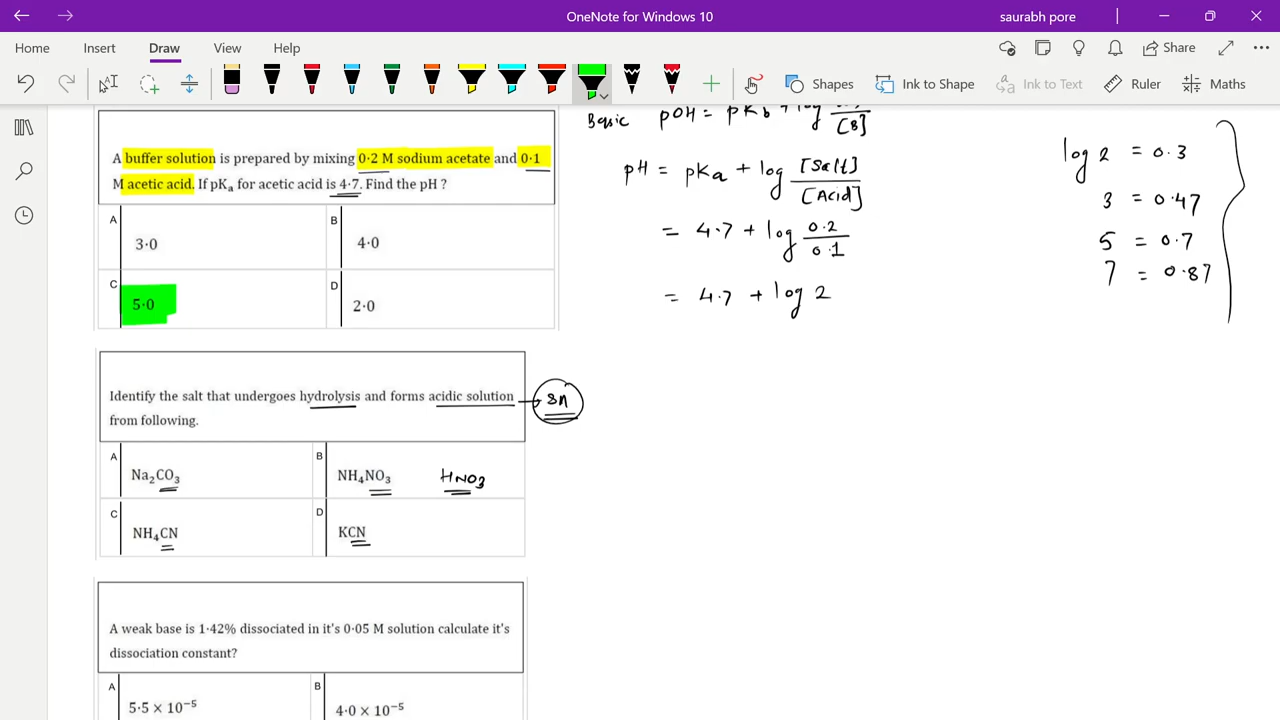 OneNote for Windows 10
saurabh pore
Home Insert Draw View Help
Share
Shapes Ink to Shape Ink to Text Ruler Maths
Basic pOH = pKb + log
[B]
A buffer solution is prepared by mixing 0·2 M sodium acetate and 0·1
M acetic acid. If pKₐ for acetic acid is 4·7. Find the pH ?
A 3·0
B 4·0
C 5·0
D 2·0
pH = pKa + log [Salt]
[Acid]
= 4.7 + log 0.2
0.1
= 4.7 + log 2
log 2 = 0.3
3 = 0.47
5 = 0.7
7 = 0.87
Identify the salt that undergoes hydrolysis and forms acidic solution
from following.
SA
A Na₂CO₃
B NH₄NO₃ HNO3
C NH₄CN
D KCN
A weak base is 1·42% dissociated in it's 0·05 M solution calculate it's
dissociation constant?
A 5·5 × 10⁻⁵
B 4·0 × 10⁻⁵